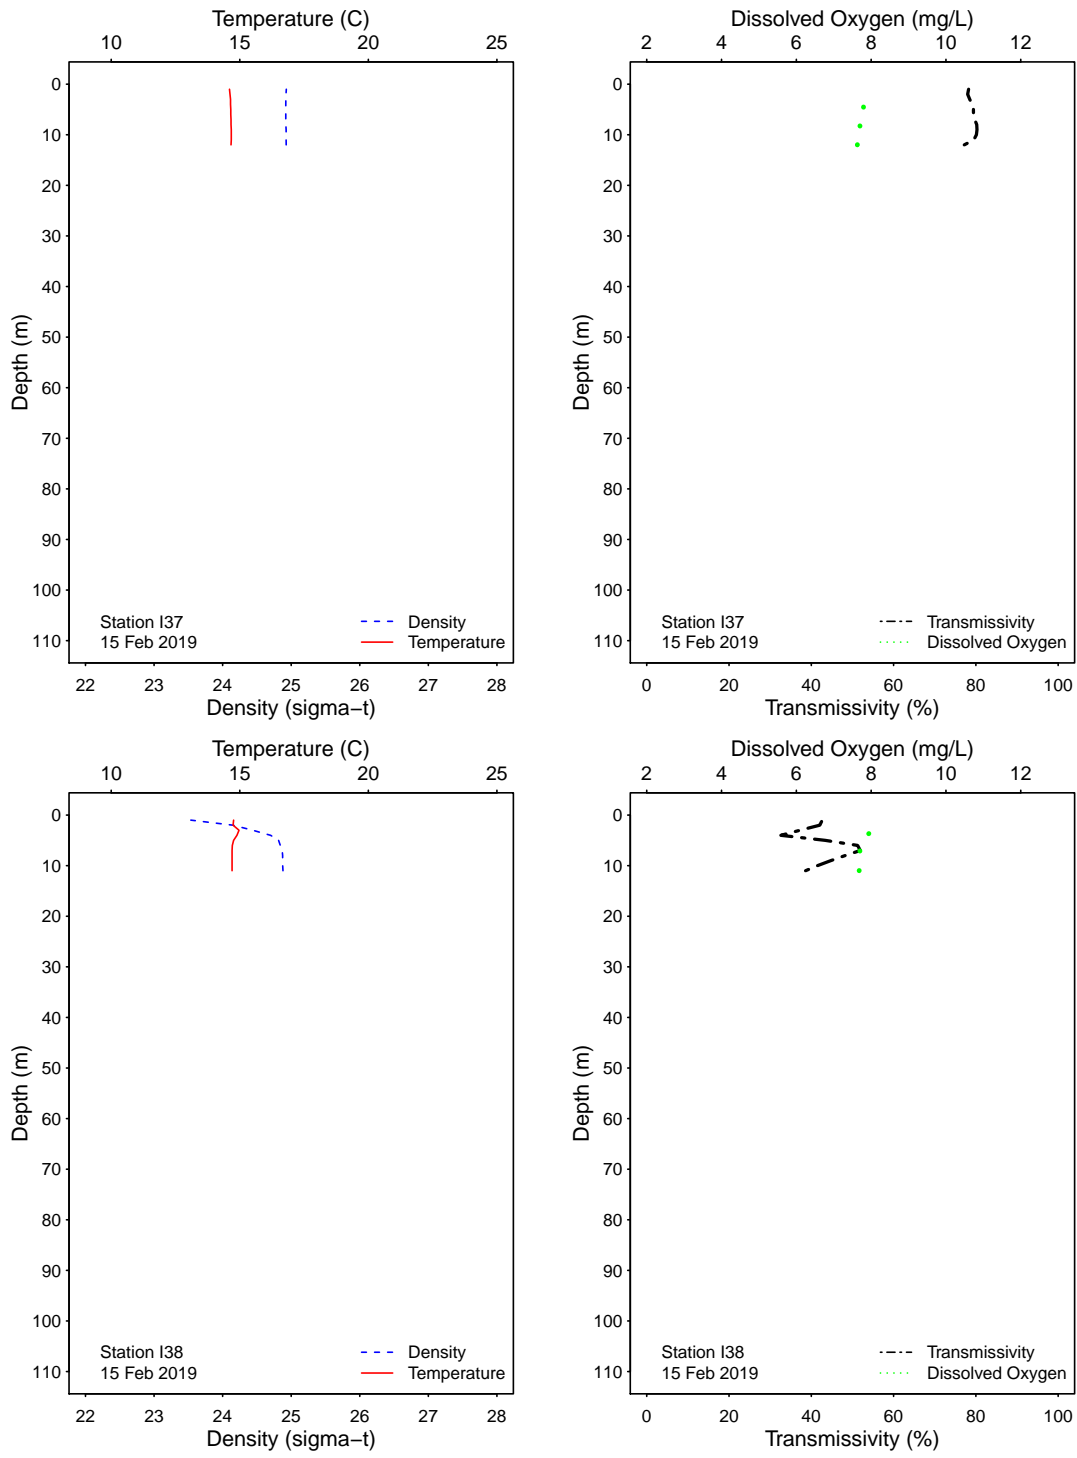 Temperature (C)
10 15 20 25
0
10
20
30
40
50
60
70
80
90
100
110
Depth (m)
Station I37
15 Feb 2019
Density
Temperature
22 23 24 25 26 27 28
Density (sigma−t)
Dissolved Oxygen (mg/L)
2 4 6 8 10 12
0
10
20
30
40
50
60
70
80
90
100
110
Depth (m)
Station I37
15 Feb 2019
Transmissivity
Dissolved Oxygen
0 20 40 60 80 100
Transmissivity (%)
Temperature (C)
10 15 20 25
0
10
20
30
40
50
60
70
80
90
100
110
Depth (m)
Station I38
15 Feb 2019
Density
Temperature
22 23 24 25 26 27 28
Density (sigma−t)
Dissolved Oxygen (mg/L)
2 4 6 8 10 12
0
10
20
30
40
50
60
70
80
90
100
110
Depth (m)
Station I38
15 Feb 2019
Transmissivity
Dissolved Oxygen
0 20 40 60 80 100
Transmissivity (%)